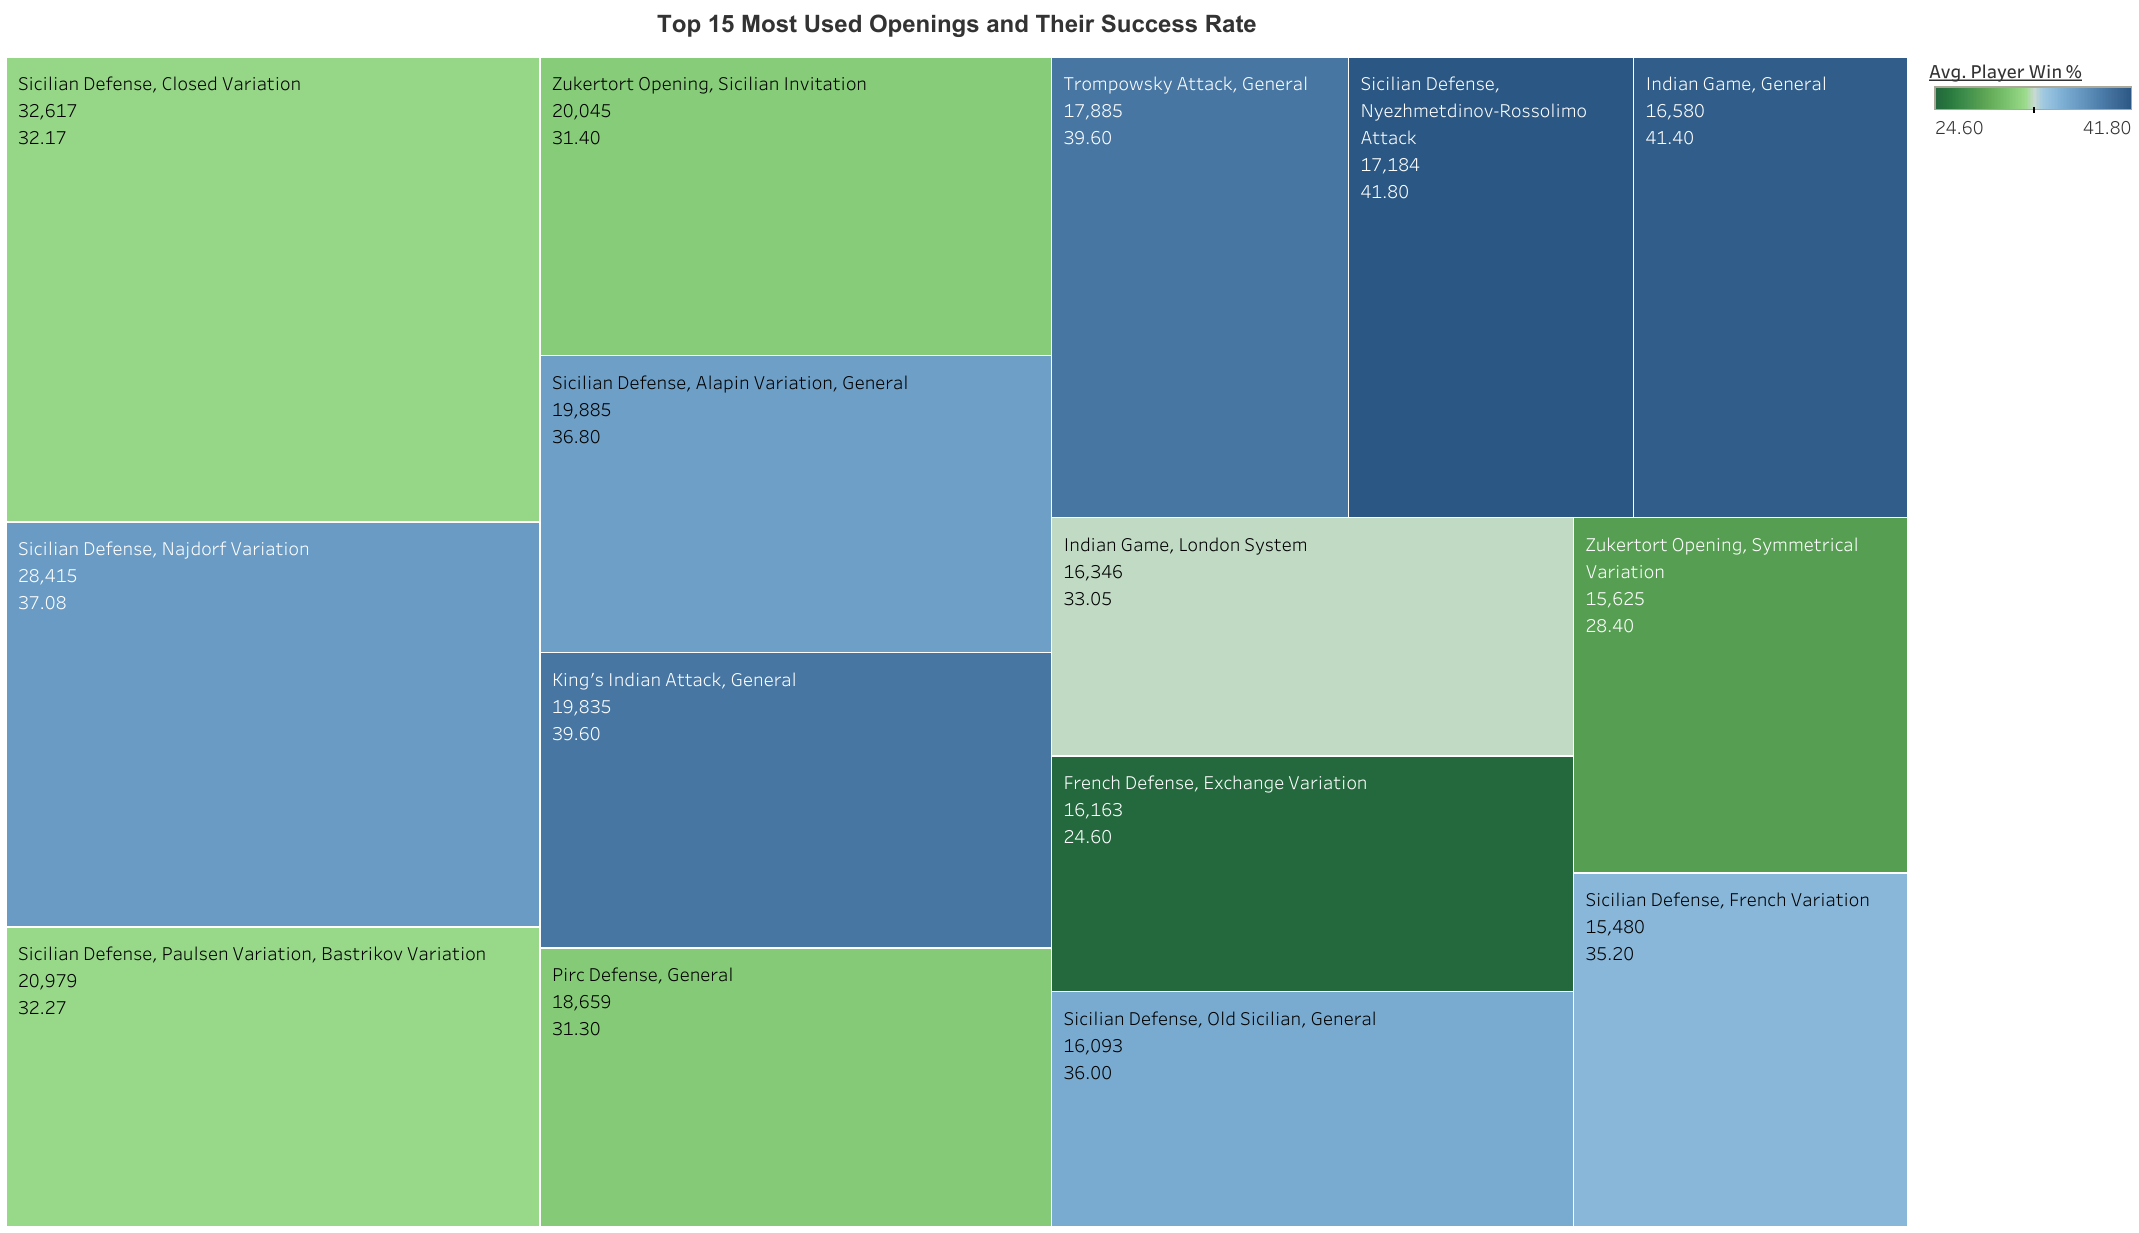 Top 15 Most Used Openings and Their Success Rate
Sicilian Defense, Closed Variation
32,617
32.17
Sicilian Defense, Najdorf Variation
28,415
37.08
Sicilian Defense, Paulsen Variation, Bastrikov Variation
20,979
32.27
Zukertort Opening, Sicilian Invitation
20,045
31.40
Sicilian Defense, Alapin Variation, General
19,885
36.80
King’s Indian Attack, General
19,835
39.60
Pirc Defense, General
18,659
31.30
Trompowsky Attack, General
17,885
39.60
Sicilian Defense,
Nyezhmetdinov-Rossolimo
Attack
17,184
41.80
Indian Game, General
16,580
41.40
Indian Game, London System
16,346
33.05
French Defense, Exchange Variation
16,163
24.60
Sicilian Defense, Old Sicilian, General
16,093
36.00
Zukertort Opening, Symmetrical
Variation
15,625
28.40
Sicilian Defense, French Variation
15,480
35.20
Avg. Player Win %
24.60 41.80